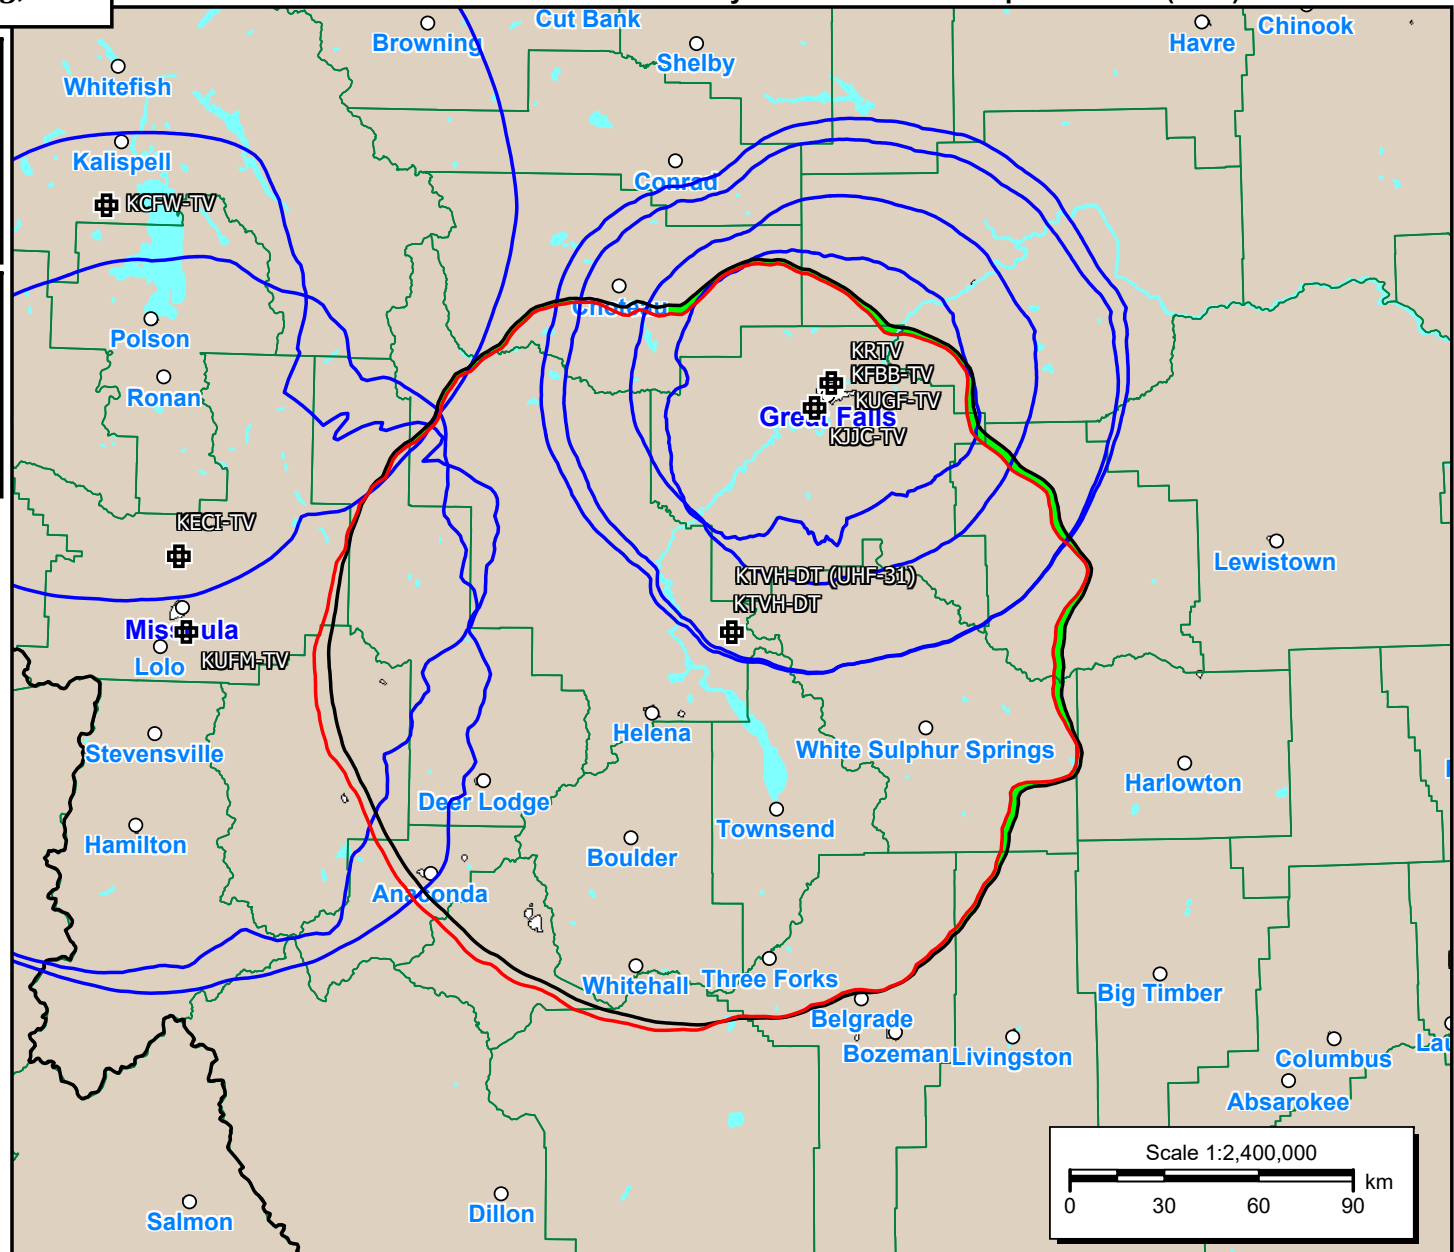 Cut Bank
Browning
Havre
Chinook
Shelby
Whitefish
Kalispell
Conrad
KCFW-TV
Choteau
Polson
KRTV
KFBB-TV
Ronan
KUGF-TV
Great Falls
KJJC-TV
KECI-TV
Lewistown
KTVH-DT (UHF-31)
KTVH-DT
Missoula
Lolo
KUFM-TV
Helena
White Sulphur Springs
Stevensville
Harlowton
Deer Lodge
Townsend
Hamilton
Boulder
Anaconda
Whitehall
Three Forks
Big Timber
Belgrade
Bozeman
Livingston
Columbus
Lau
Absarokee
Scale 1:2,400,000
km
0 30 60 90
Salmon
Dillon